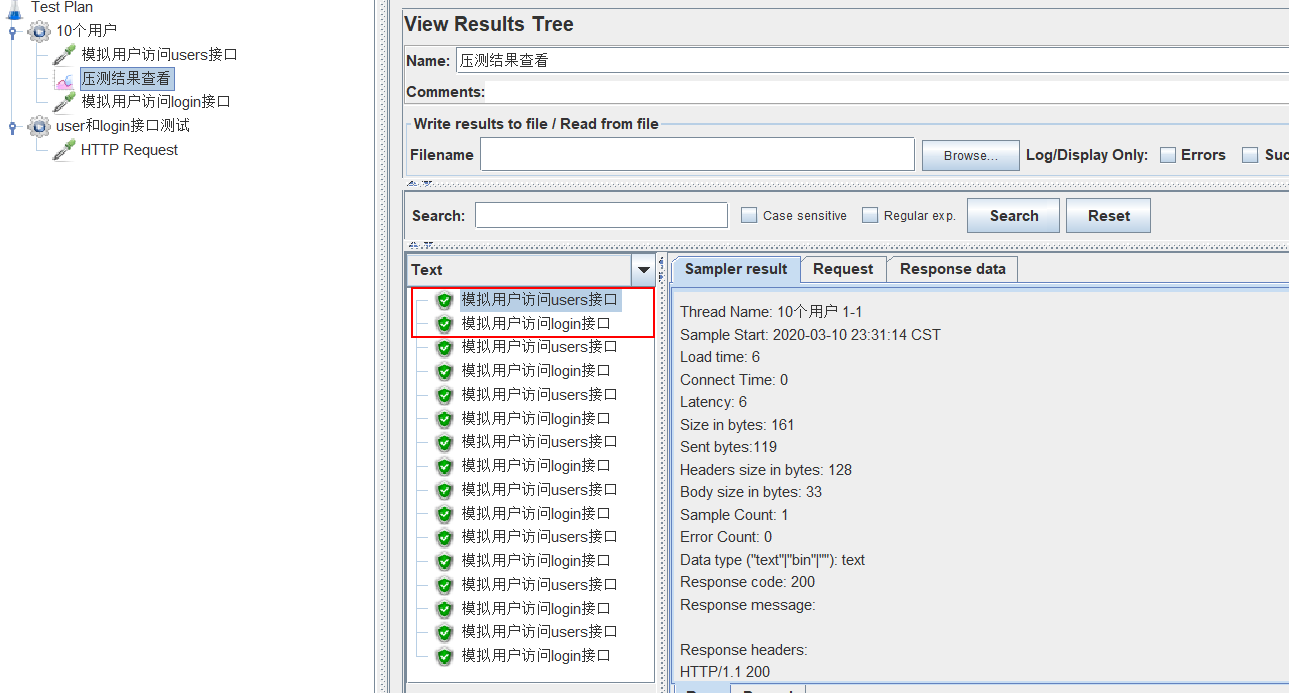 Test Plan
10个用户
模拟用户访问users接口
压测结果查看
模拟用户访问login接口
user和login接口测试
HTTP Request
View Results Tree
Name: 压测结果查看
Comments:
Write results to file / Read from file
Filename Browse... Log/Display Only: Errors Suc
Search: Case sensitive Regular exp. Search Reset
Text
模拟用户访问users接口
模拟用户访问login接口
模拟用户访问users接口
模拟用户访问login接口
模拟用户访问users接口
模拟用户访问login接口
模拟用户访问users接口
模拟用户访问login接口
模拟用户访问users接口
模拟用户访问login接口
模拟用户访问users接口
模拟用户访问login接口
模拟用户访问users接口
模拟用户访问login接口
模拟用户访问users接口
模拟用户访问login接口
Sampler result Request Response data
Thread Name: 10个用户 1-1
Sample Start: 2020-03-10 23:31:14 CST
Load time: 6
Connect Time: 0
Latency: 6
Size in bytes: 161
Sent bytes:119
Headers size in bytes: 128
Body size in bytes: 33
Sample Count: 1
Error Count: 0
Data type ("text"|"bin"|""): text
Response code: 200
Response message:
Response headers:
HTTP/1.1 200